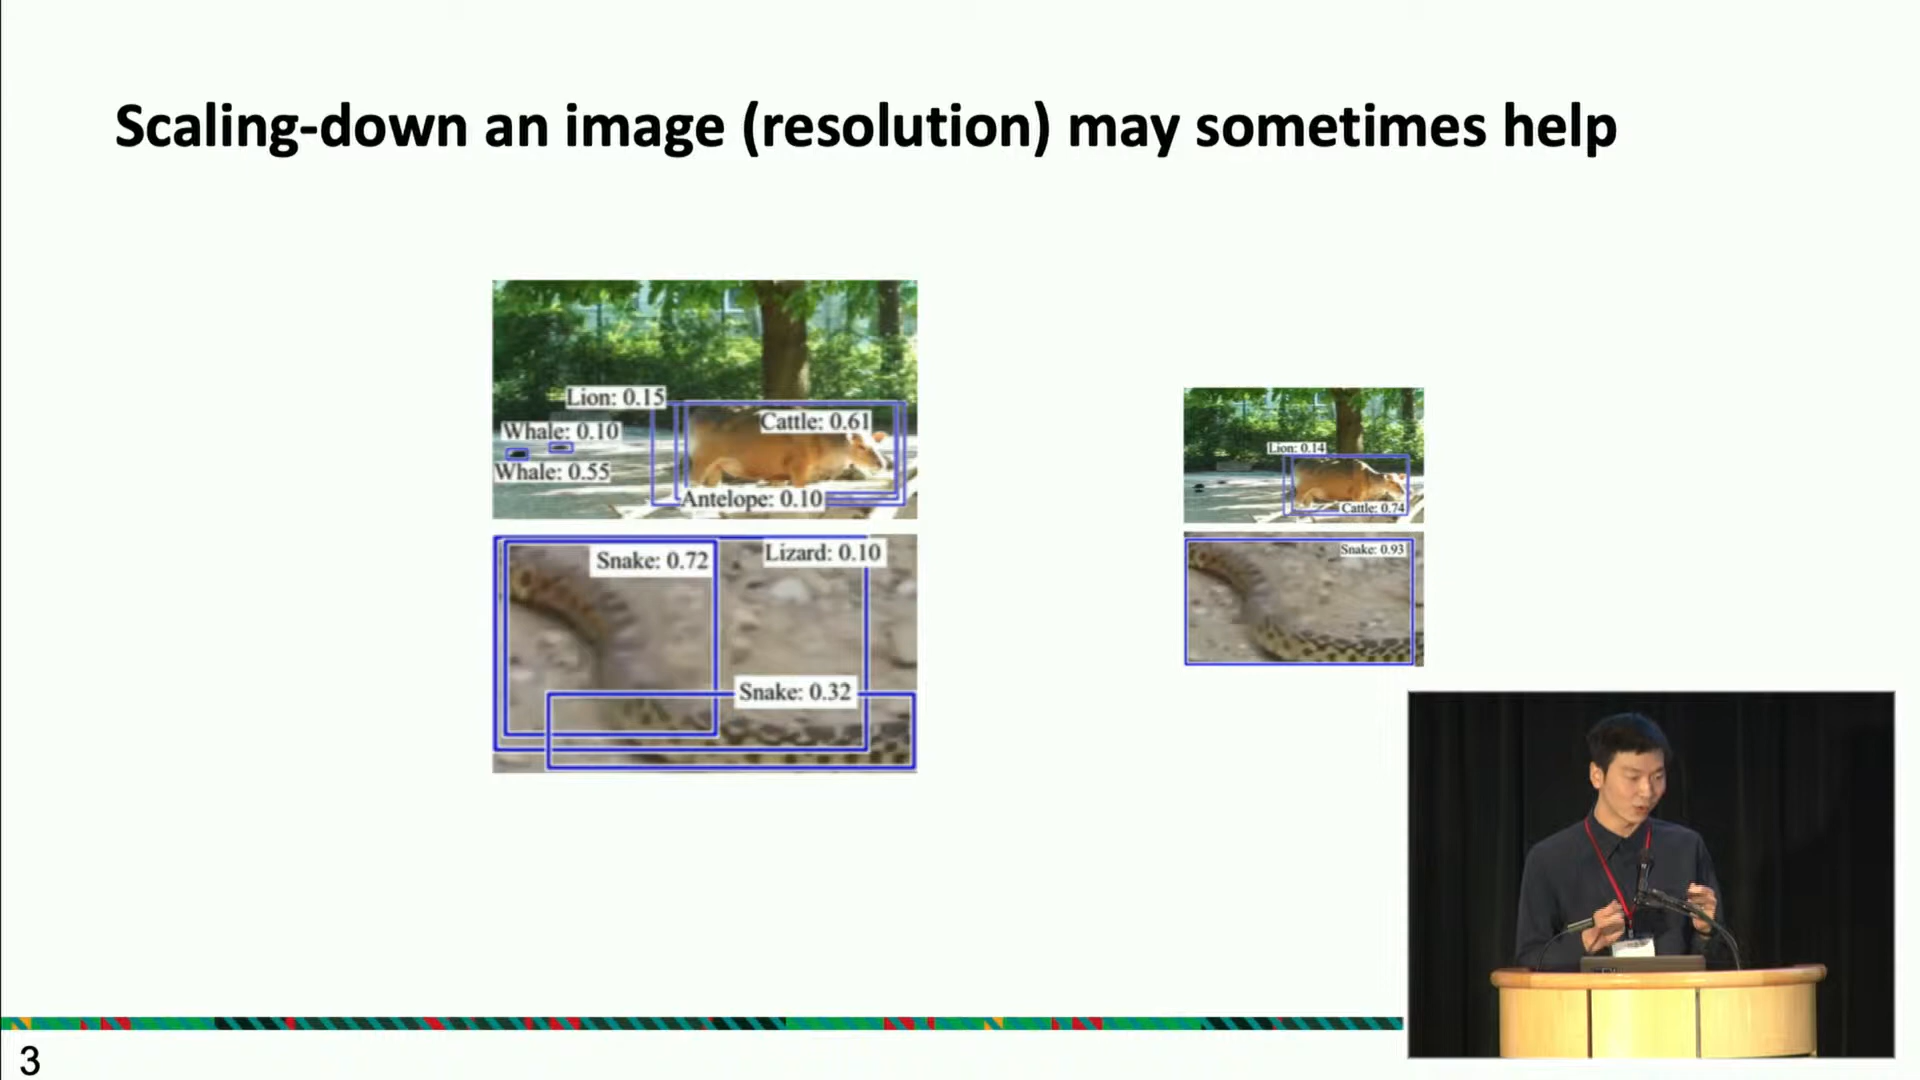 Scaling-down an image (resolution) may sometimes help
Lion: 0.15
Cattle: 0.61
Whale: 0.10
Whale: 0.55
Antelope: 0.10
Snake: 0.72
Lizard: 0.10
Snake: 0.32
Lion: 0.14
Cattle: 0.74
Snake: 0.93
3